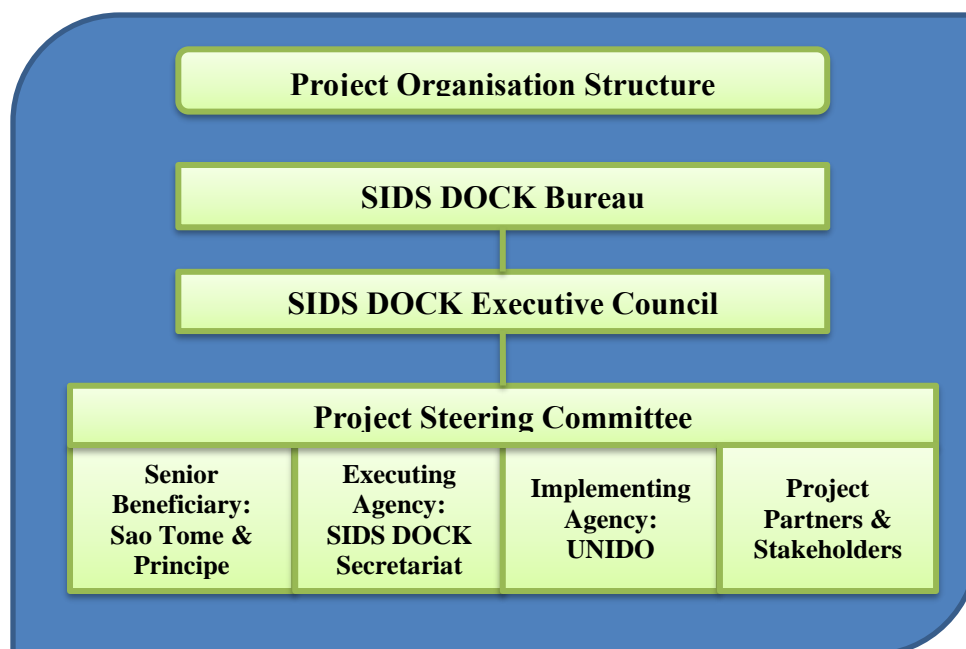 Project Organisation Structure
SIDS DOCK Bureau
SIDS DOCK Executive Council
Project Steering Committee
Senior
Beneficiary:
Sao Tome &
Principe
Executing
Agency:
SIDS DOCK
Secretariat
Implementing
Agency:
UNIDO
Project
Partners &
Stakeholders